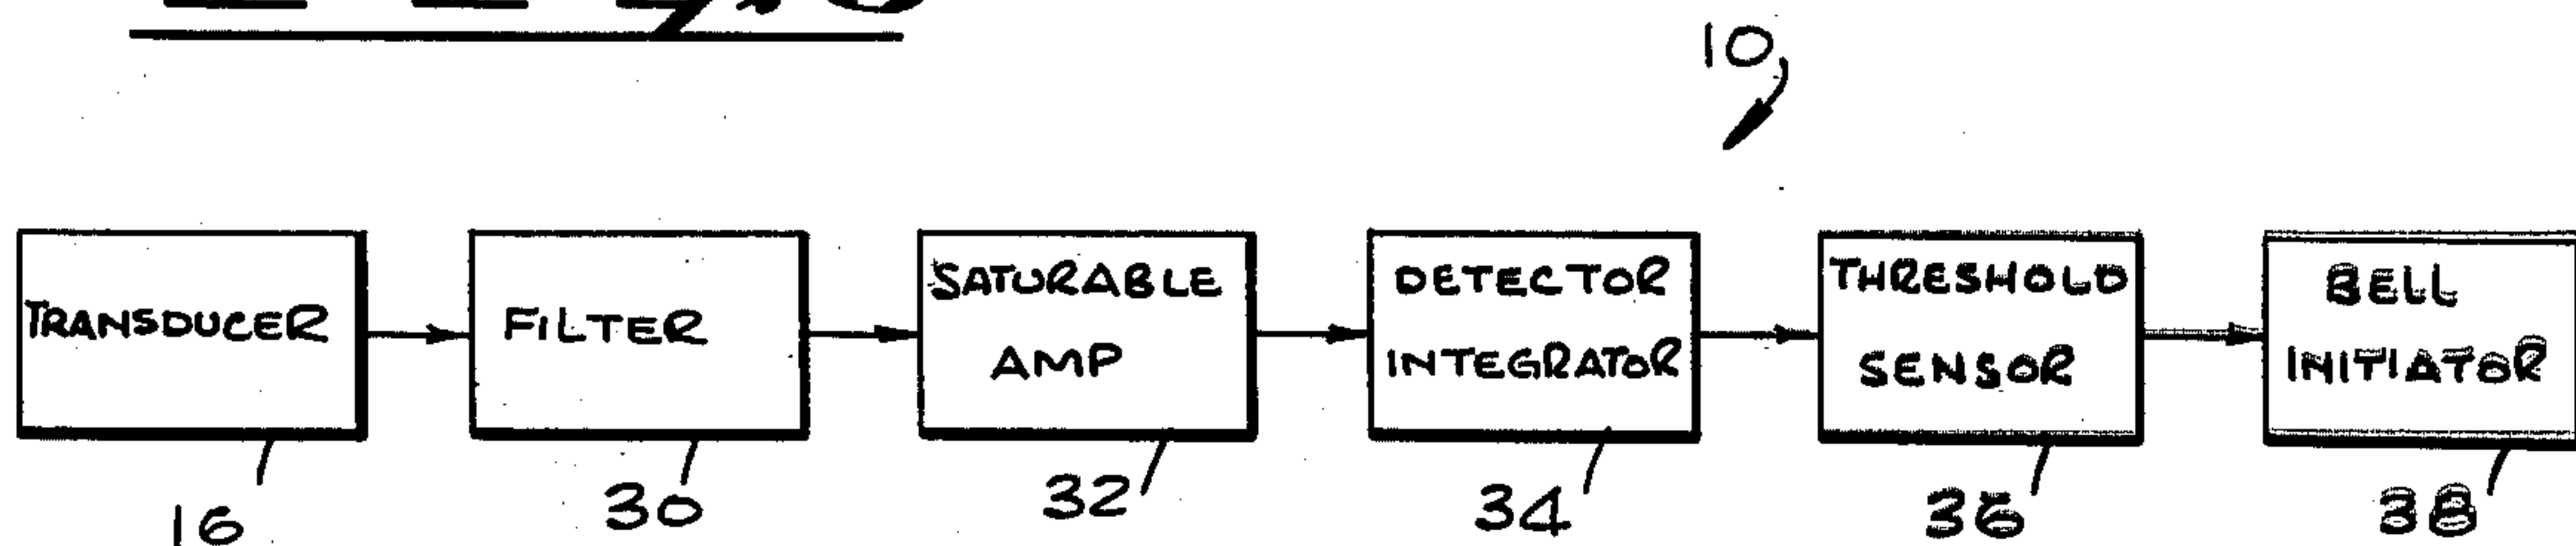 10
TRANSDUCER
FILTER
SATURABLE
AMP
DETECTOR
INTEGRATOR
THRESHOLD
SENSOR
BELL
INITIATOR
16
30
32
34
36
38